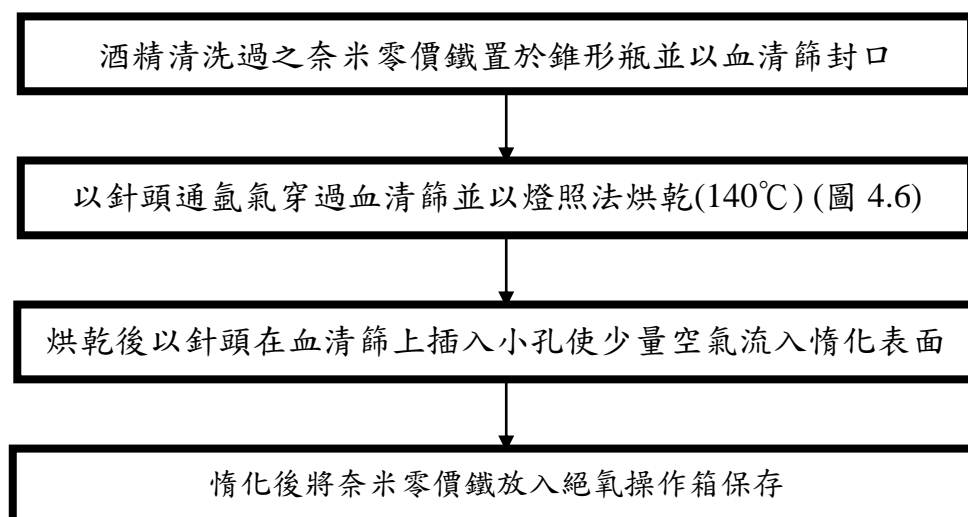 酒精清洗過之奈米零價鐵置於錐形瓶並以血清篩封口
以針頭通氬氣穿過血清篩並以燈照法烘乾(140℃) (圖 4.6)
烘乾後以針頭在血清篩上插入小孔使少量空氣流入惰化表面
惰化後將奈米零價鐵放入絕氧操作箱保存